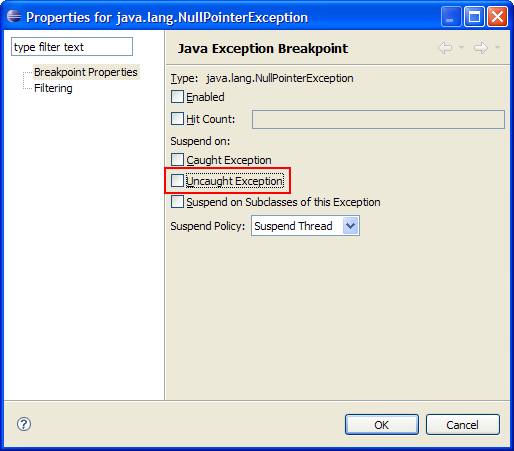 Properties for java.lang.NullPointerException
type filter text
Breakpoint Properties
Filtering
Java Exception Breakpoint
Type: java.lang.NullPointerException
Enabled
Hit Count:
Suspend on:
Caught Exception
Uncaught Exception
Suspend on Subclasses of this Exception
Suspend Policy: Suspend Thread
?
OK Cancel